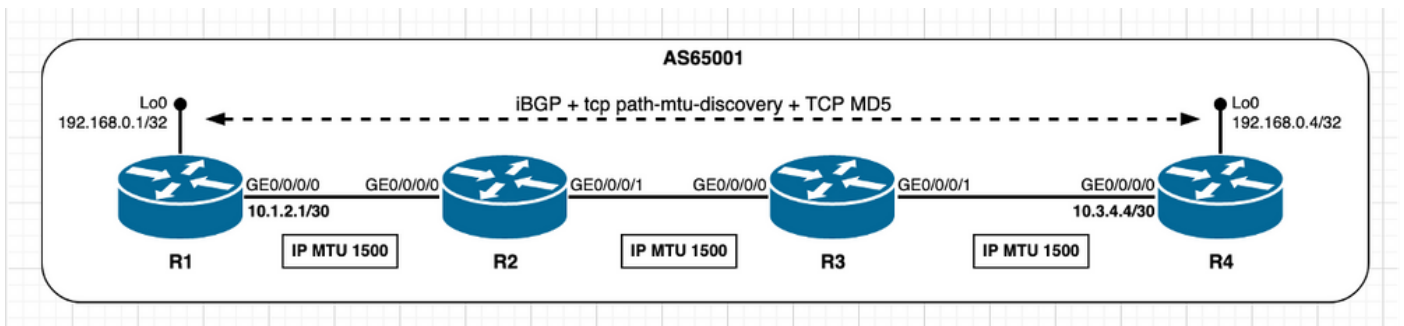 AS65001
iBGP + tcp path-mtu-discovery + TCP MD5
Lo0
192.168.0.1/32
Lo0
192.168.0.4/32
GE0/0/0/0
GE0/0/0/0
GE0/0/0/1
GE0/0/0/0
GE0/0/0/1
GE0/0/0/0
10.1.2.1/30
10.3.4.4/30
IP MTU 1500
IP MTU 1500
IP MTU 1500
R1
R2
R3
R4